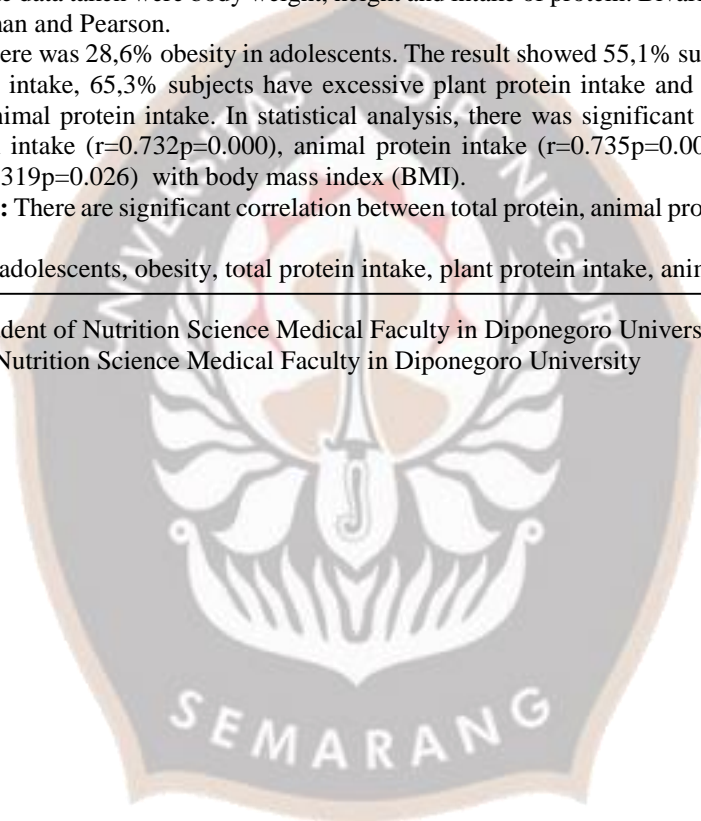 data taken were body weight, height and intake of protein.
man and Pearson.
ere was 28,6% obesity in adolescents. The result showed 55,1% su
intake, 65,3% subjects have excessive plant protein intake and
nimal protein intake. In statistical analysis, there was significant
intake (r=0.732p=0.000), animal protein intake (r=0.735p=0.00
319p=0.026) with body mass index (BMI).
: There are significant correlation between total protein, animal pro
adolescents, obesity, total protein intake, plant protein intake, anim
dent of Nutrition Science Medical Faculty in Diponegoro Univers
Nutrition Science Medical Faculty in Diponegoro University
UNIVERSITAS DIPONEGORO
SEMARANG